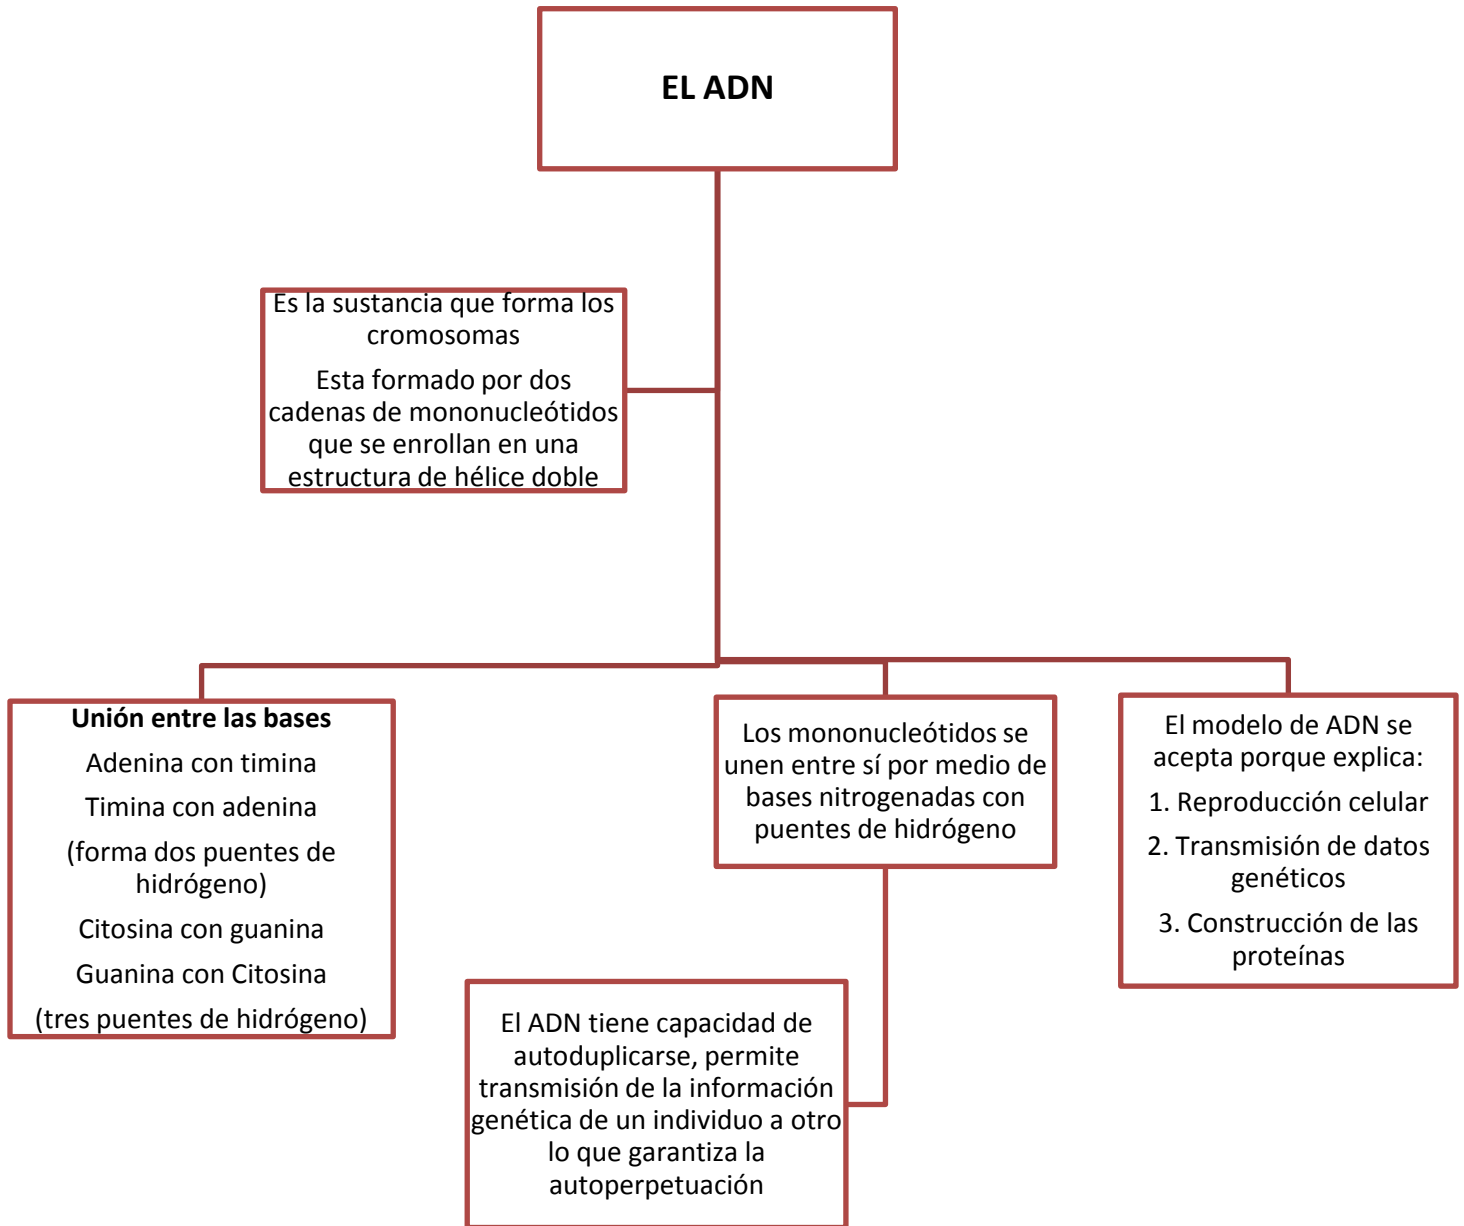 EL ADN
Es la sustancia que forma los
cromosomas
Esta formado por dos
cadenas de mononucleótidos
que se enrollan en una
estructura de hélice doble
Unión entre las bases
Adenina con timina
Timina con adenina
(forma dos puentes de
hidrógeno)
Citosina con guanina
Guanina con Citosina
(tres puentes de hidrógeno)
Los mononucleótidos se
unen entre sí por medio de
bases nitrogenadas con
puentes de hidrógeno
El ADN tiene capacidad de
autoduplicarse, permite
transmisión de la información
genética de un individuo a otro
lo que garantiza la
autoperpetuación
El modelo de ADN se
acepta porque explica:
1. Reproducción celular
2. Transmisión de datos
genéticos
3. Construcción de las
proteínas